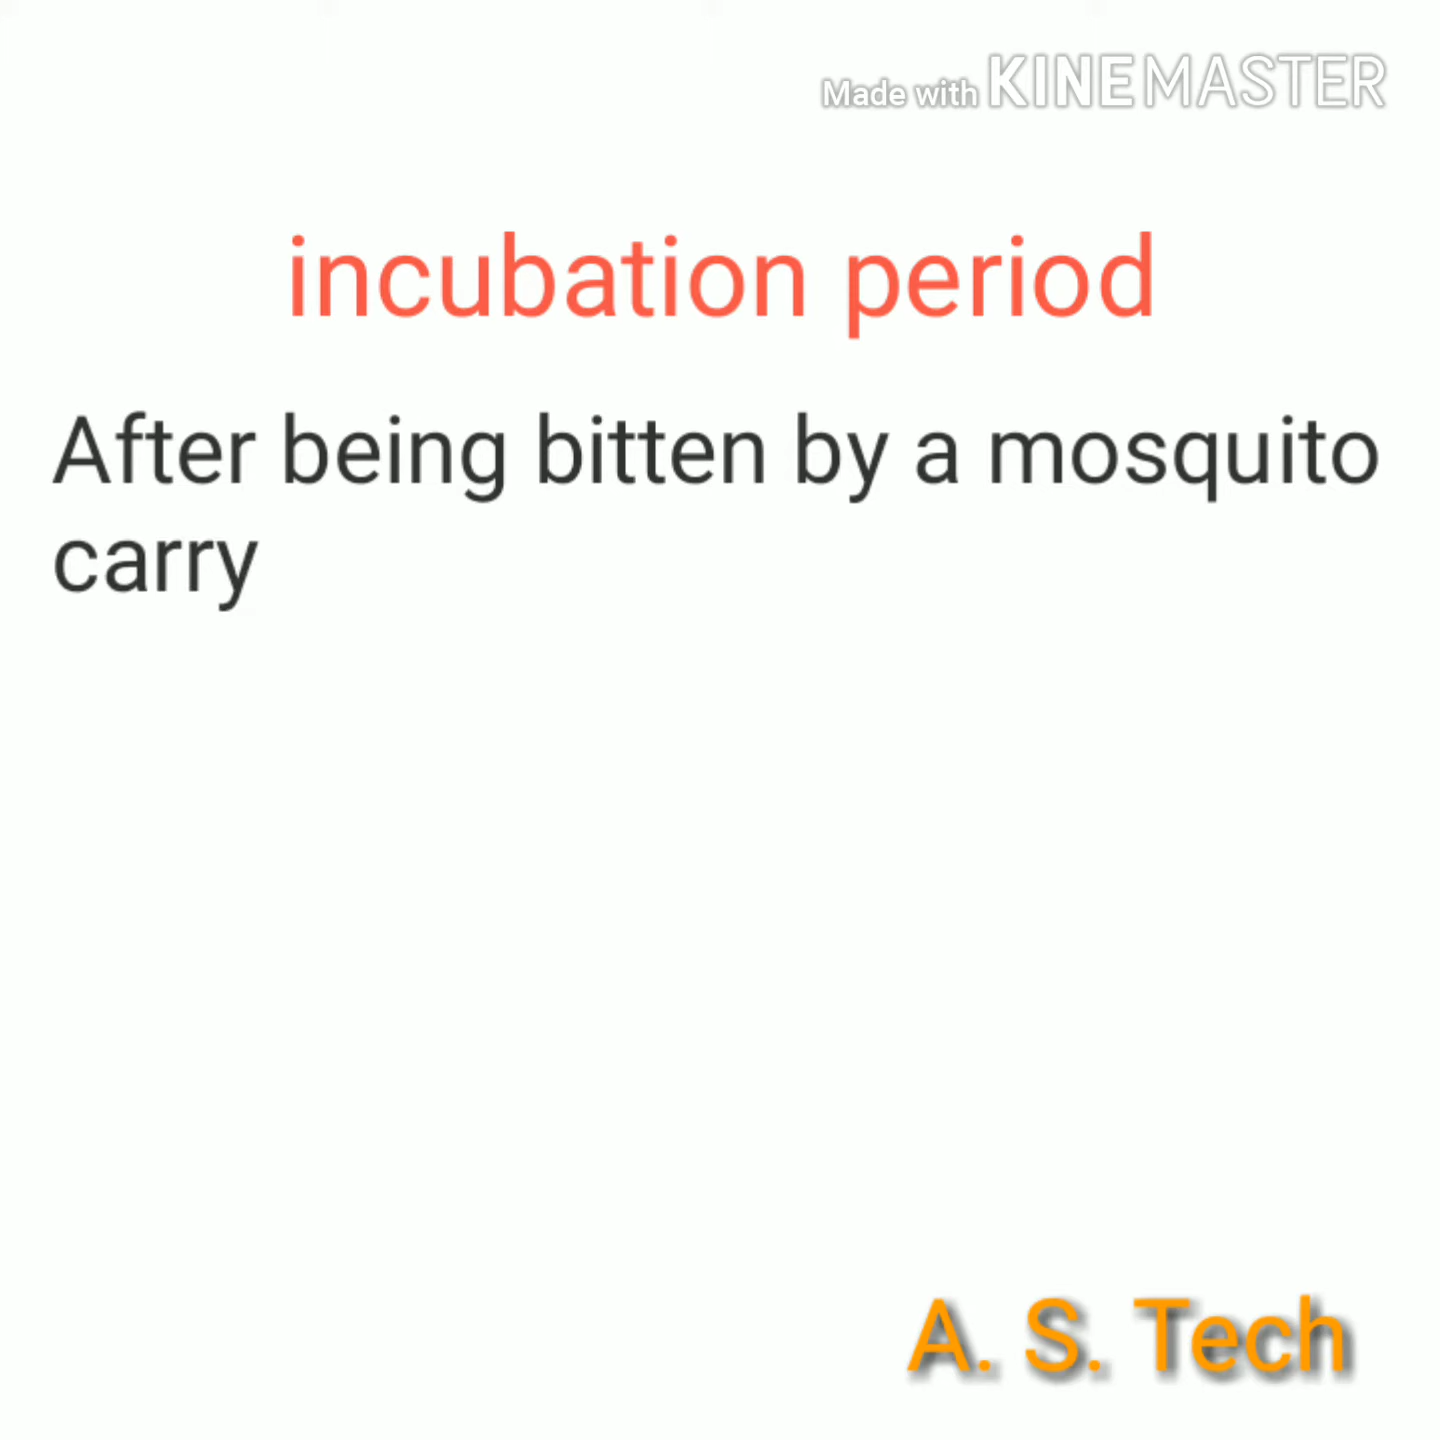 Made with KINEMASTER
incubation period
After being bitten by a mosquito
carry
A. S. Tech